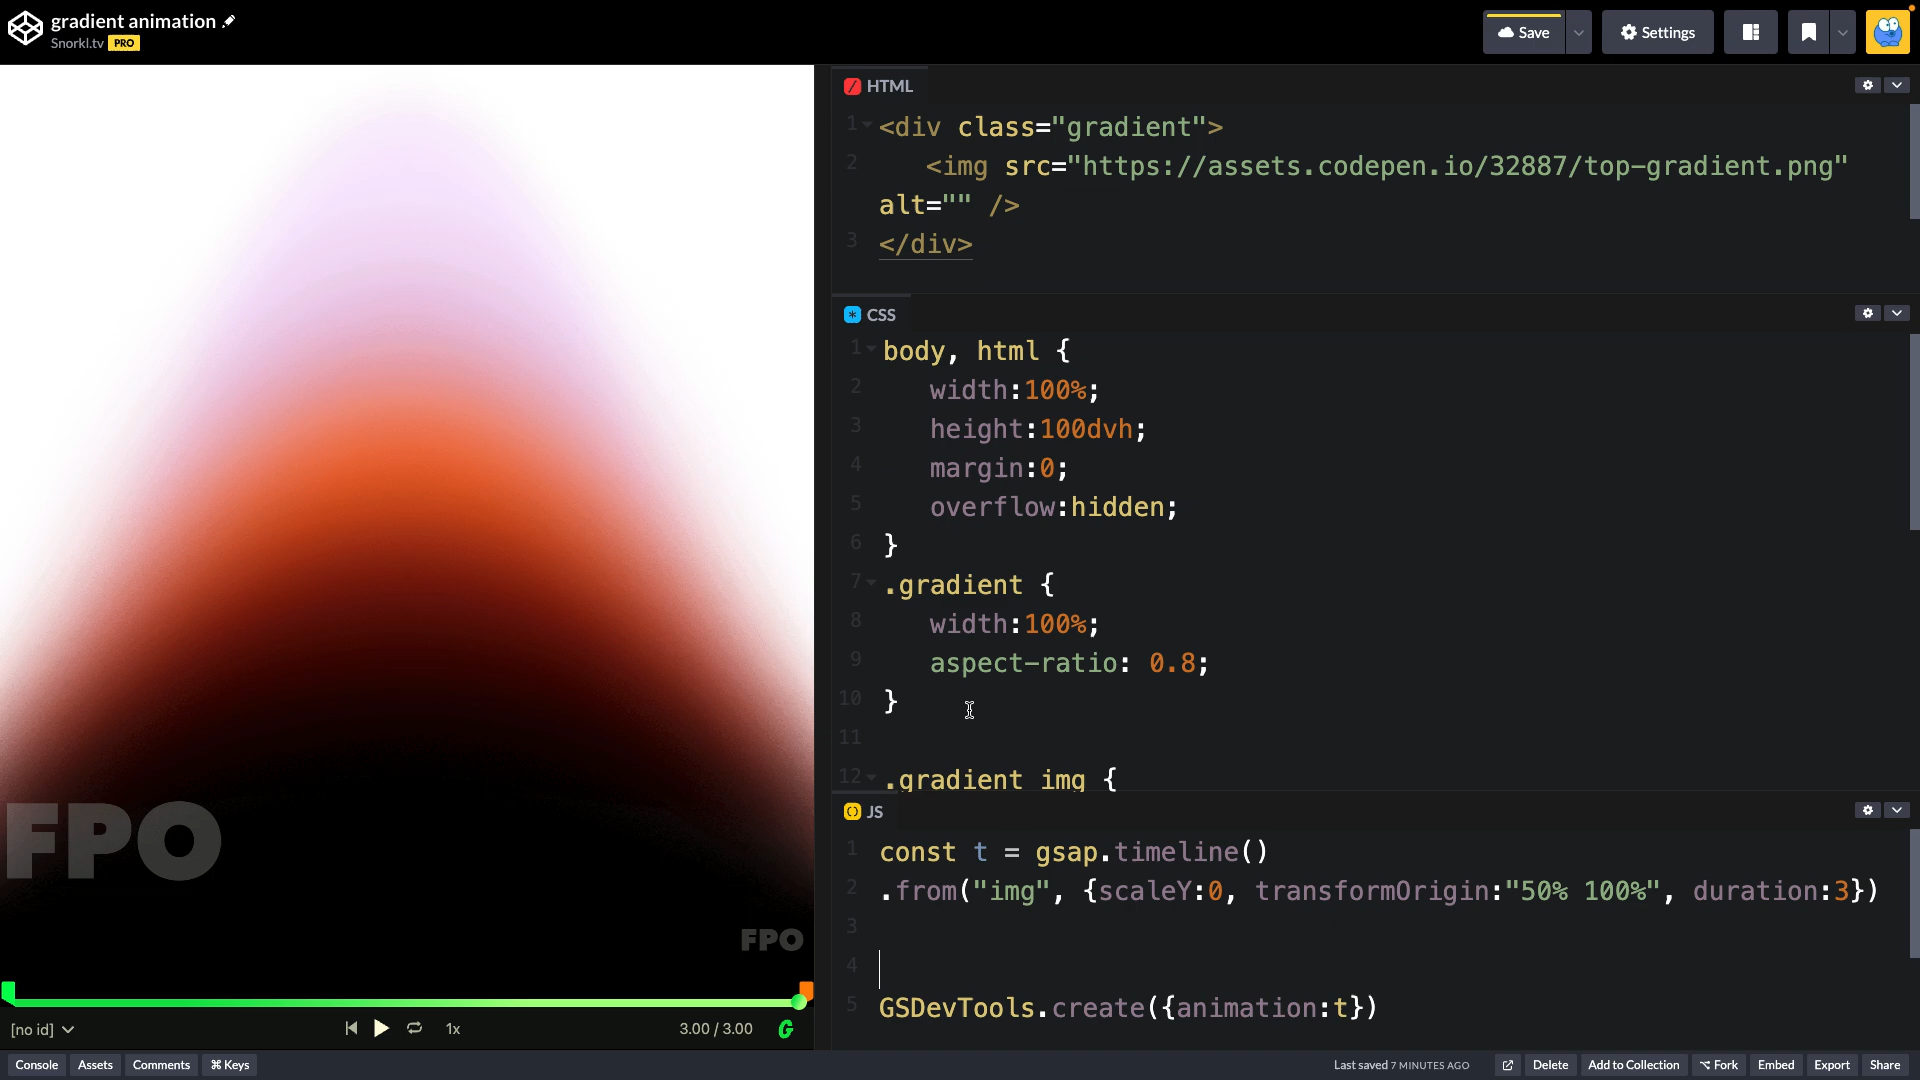 gradient animation
Snorkl.tv PRO
Save
Settings
HTML
1 <div class="gradient">
2 <img src="https://assets.codepen.io/32887/top-gradient.png"
alt="" />
3 </div>
CSS
1 body, html {
2 width:100%;
3 height:100dvh;
4 margin:0;
5 overflow:hidden;
6 }
7 .gradient {
8 width:100%;
9 aspect-ratio: 0.8;
10 }
11
12 .gradient img {
JS
1 const t = gsap.timeline()
2 .from("img", {scaleY:0, transformOrigin:"50% 100%", duration:3})
3
4
5 GSDevTools.create({animation:t})
FPO
FPO
[no id] 1x 3.00 / 3.00
Console Assets Comments ⌘ Keys Last saved 7 MINUTES AGO Delete Add to Collection Fork Embed Export Share